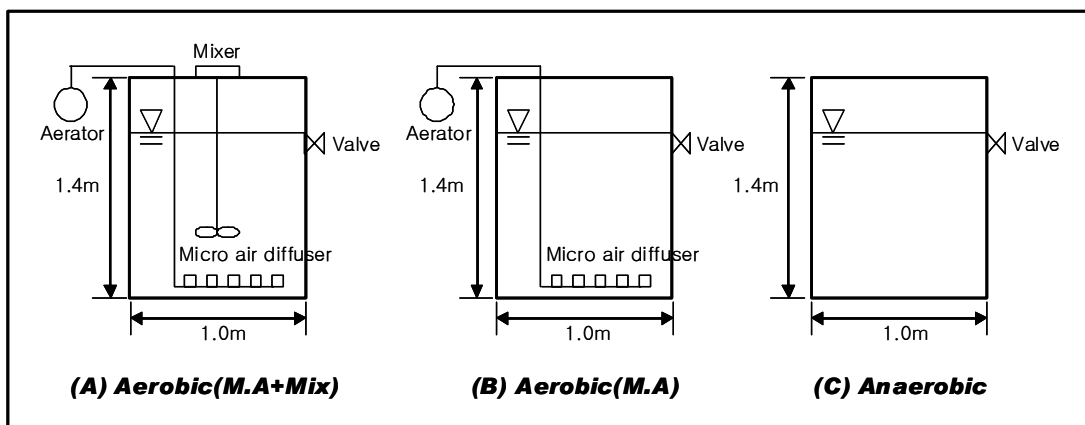 Mixer
Aerator
Valve
1.4m
Micro air diffuser
1.0m
(A) Aerobic(M.A+Mix)
Aerator
Valve
1.4m
Micro air diffuser
1.0m
(B) Aerobic(M.A)
Valve
1.4m
1.0m
(C) Anaerobic